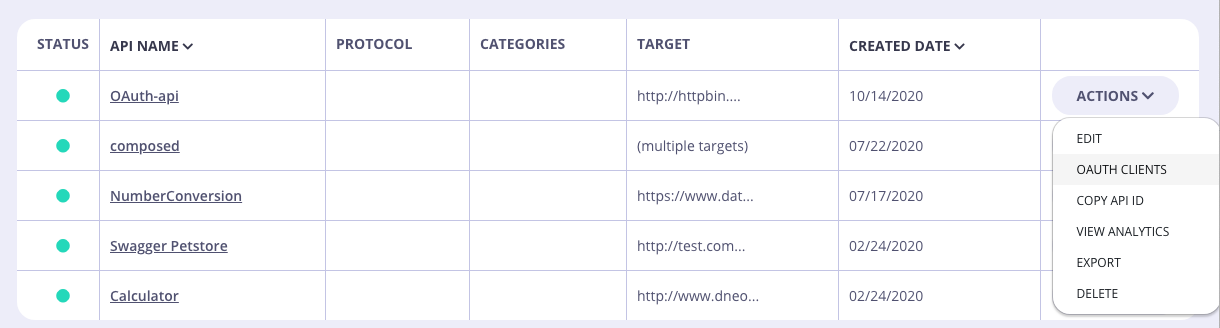 STATUS API NAME PROTOCOL CATEGORIES TARGET CREATED DATE
OAuth-api http://httpbin.... 10/14/2020 ACTIONS
composed (multiple targets) 07/22/2020
NumberConversion https://www.dat... 07/17/2020
Swagger Petstore http://test.com... 02/24/2020
Calculator http://www.dneo... 02/24/2020
EDIT
OAUTH CLIENTS
COPY API ID
VIEW ANALYTICS
EXPORT
DELETE